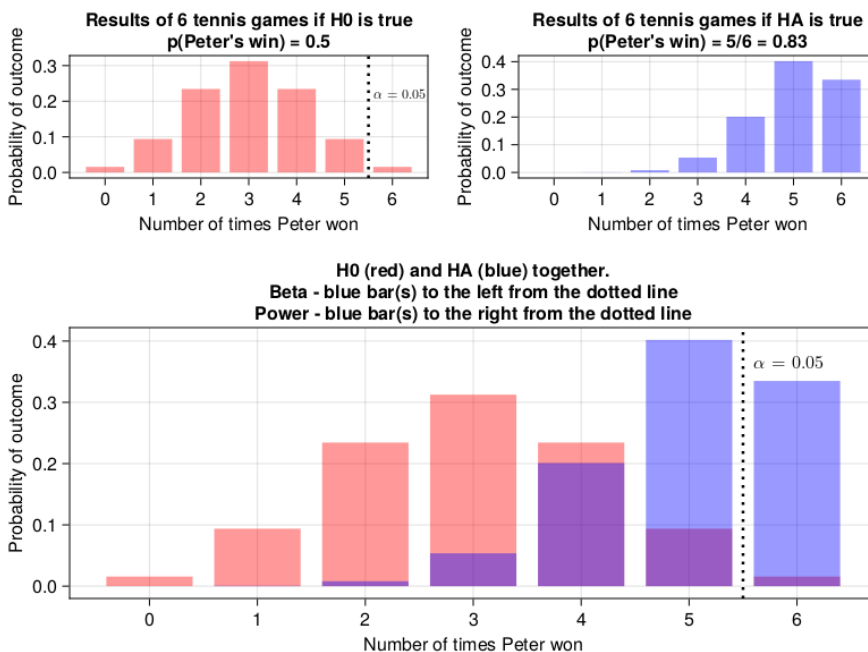 Results of 6 tennis games if H0 is true
p(Peter's win) = 0.5
Probability of outcome
0.3
0.2
0.1
0.0
α = 0.05
0 1 2 3 4 5 6
Number of times Peter won
Results of 6 tennis games if HA is true
p(Peter's win) = 5/6 = 0.83
Probability of outcome
0.4
0.3
0.2
0.1
0.0
0 1 2 3 4 5 6
Number of times Peter won
H0 (red) and HA (blue) together.
Beta - blue bar(s) to the left from the dotted line
Power - blue bar(s) to the right from the dotted line
Probability of outcome
0.4
0.3
0.2
0.1
0.0
α = 0.05
0 1 2 3 4 5 6
Number of times Peter won